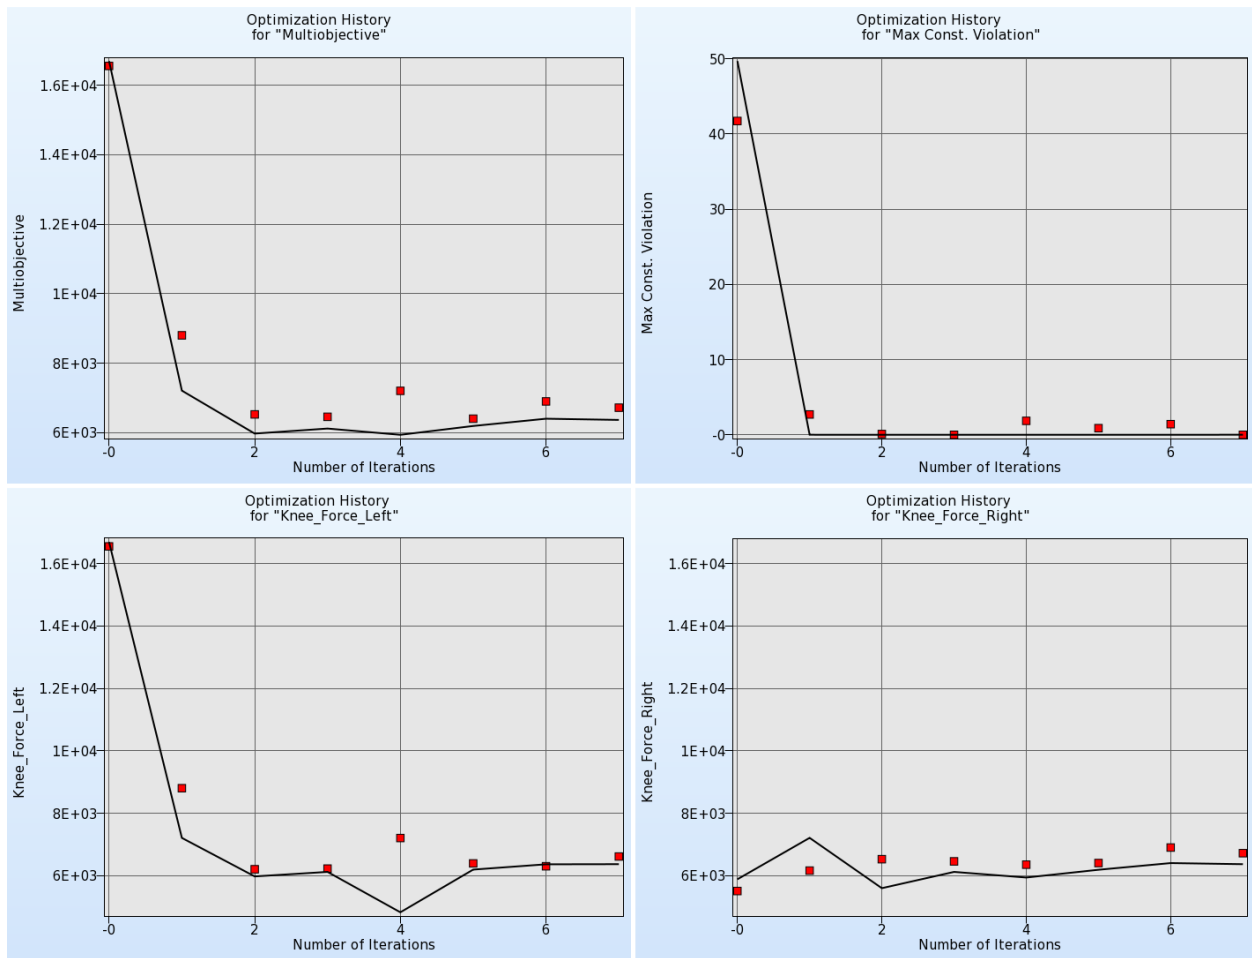 Optimization History
for "Multiobjective"
1.6E+04
1.4E+04
1.2E+04
1E+04
8E+03
6E+03
Multiobjective
-0
2
4
6
Number of Iterations
Optimization History
for "Max Const. Violation"
50
40
30
20
10
-0
Max Const. Violation
-0
2
4
6
Number of Iterations
Optimization History
for "Knee_Force_Left"
1.6E+04
1.4E+04
1.2E+04
1E+04
8E+03
6E+03
Knee_Force_Left
-0
2
4
6
Number of Iterations
Optimization History
for "Knee_Force_Right"
1.6E+04
1.4E+04
1.2E+04
1E+04
8E+03
6E+03
Knee_Force_Right
-0
2
4
6
Number of Iterations